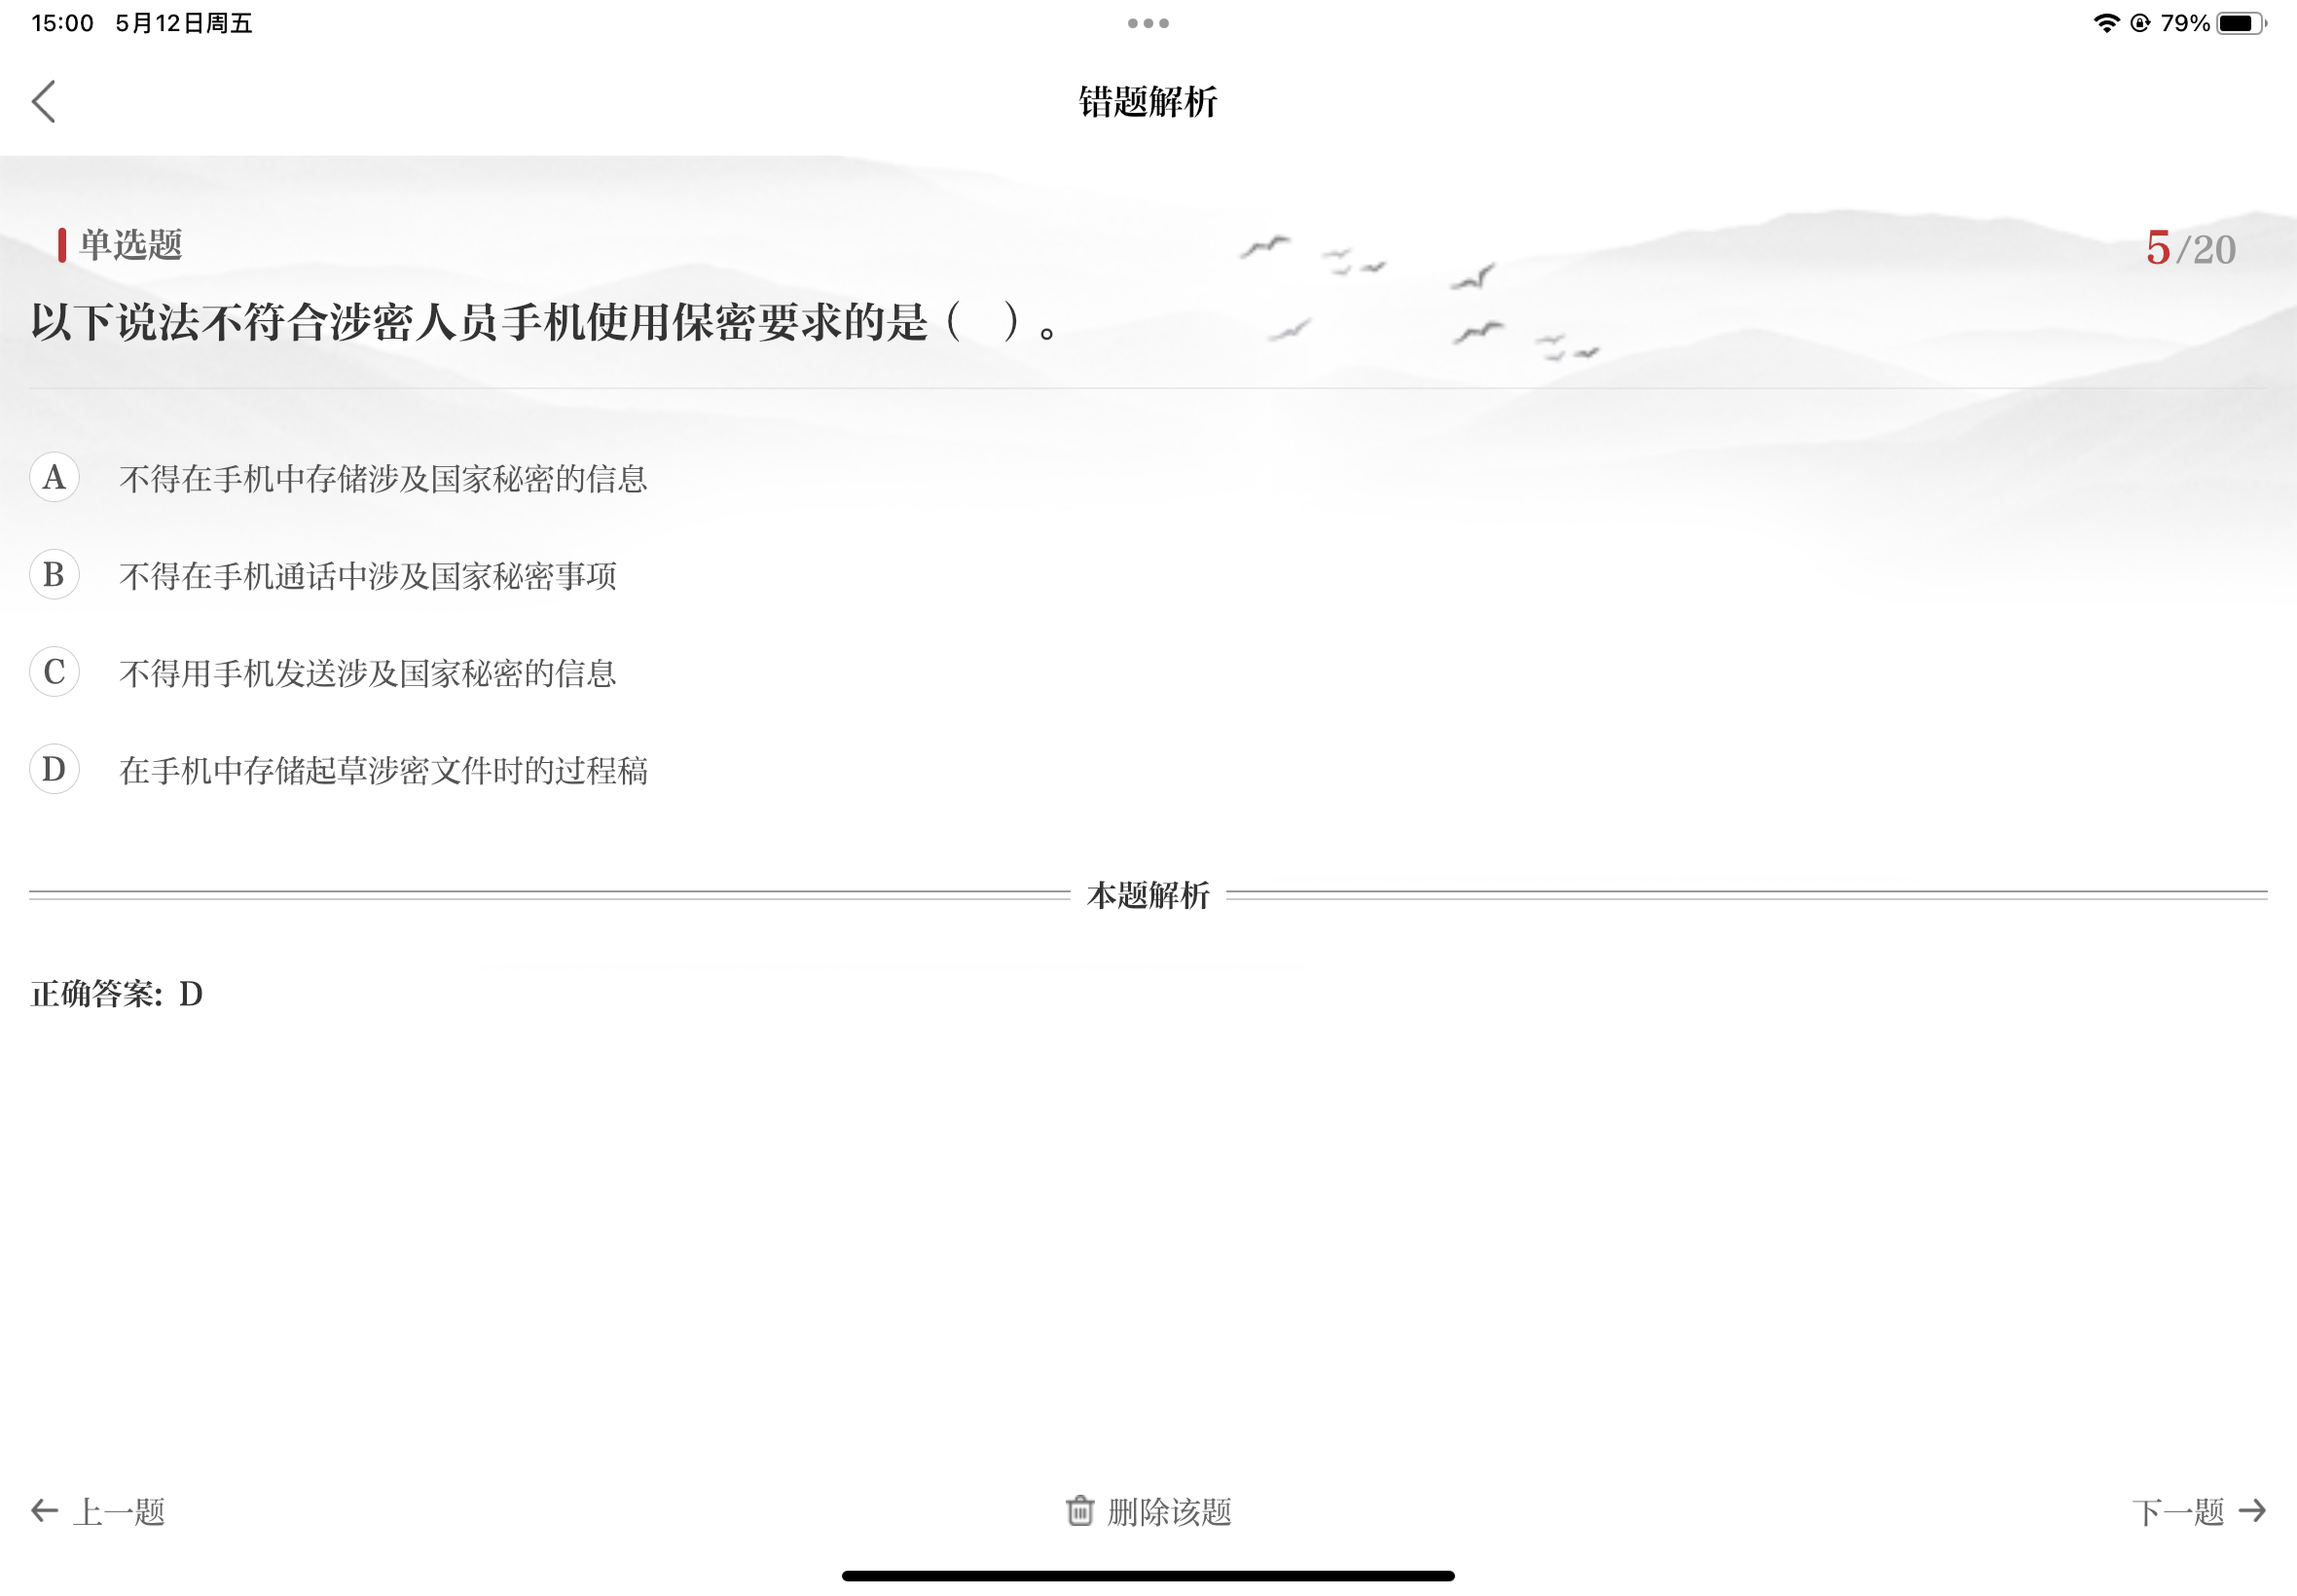 15:00 5月12日周五
79%
错题解析
单选题
5/20
以下说法不符合涉密人员手机使用保密要求的是（ ）。
A 不得在手机中存储涉及国家秘密的信息
B 不得在手机通话中涉及国家秘密事项
C 不得用手机发送涉及国家秘密的信息
D 在手机中存储起草涉密文件时的过程稿
本题解析
正确答案: D
上一题
删除该题
下一题